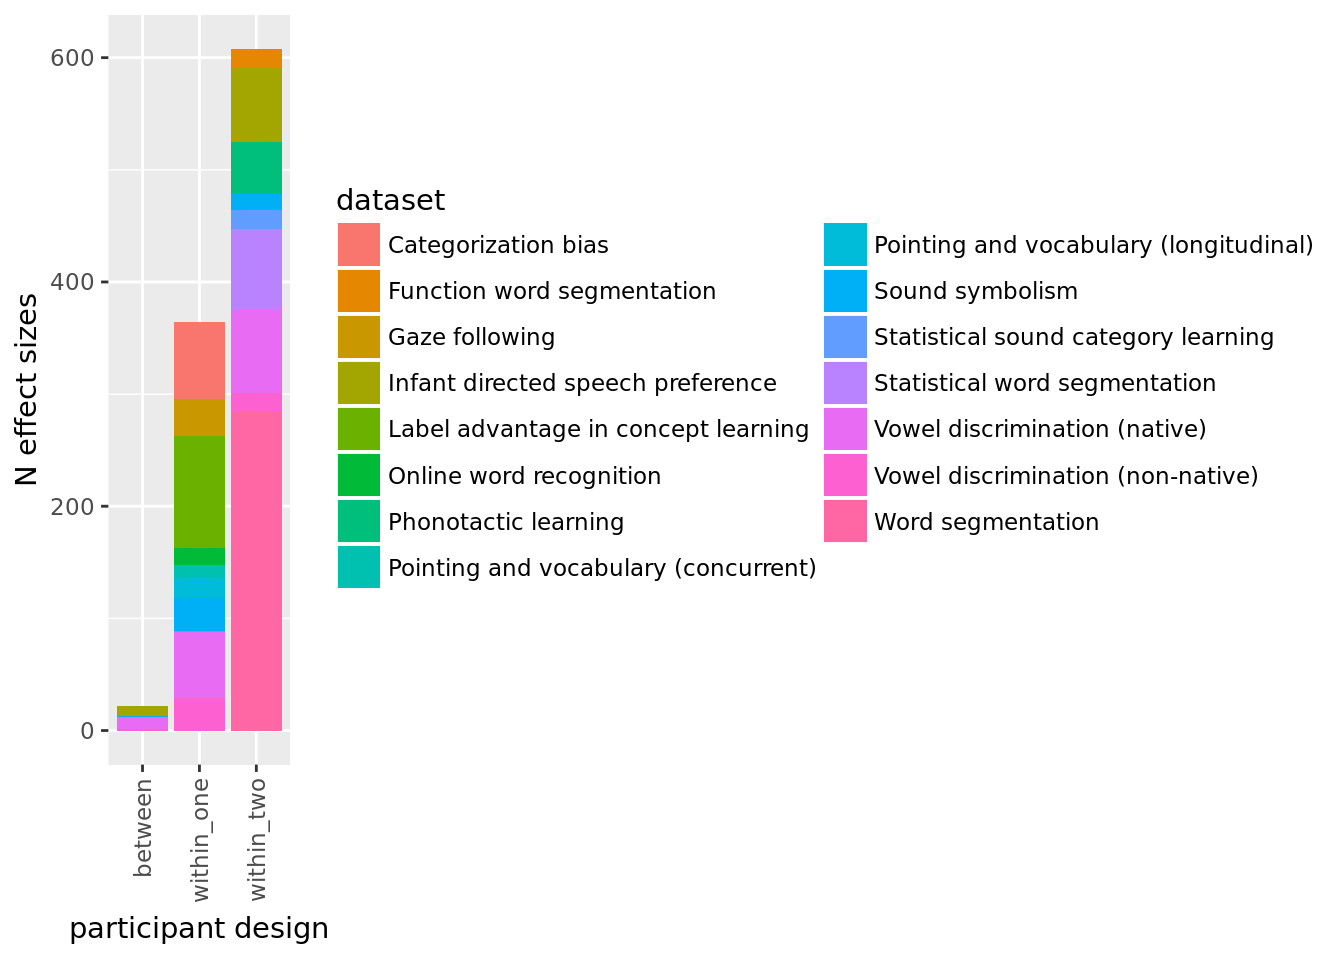 600
400
200
0
N effect sizes
between
within_one
within_two
participant design
dataset
Categorization bias
Function word segmentation
Gaze following
Infant directed speech preference
Label advantage in concept learning
Online word recognition
Phonotactic learning
Pointing and vocabulary (concurrent)
Pointing and vocabulary (longitudinal)
Sound symbolism
Statistical sound category learning
Statistical word segmentation
Vowel discrimination (native)
Vowel discrimination (non-native)
Word segmentation